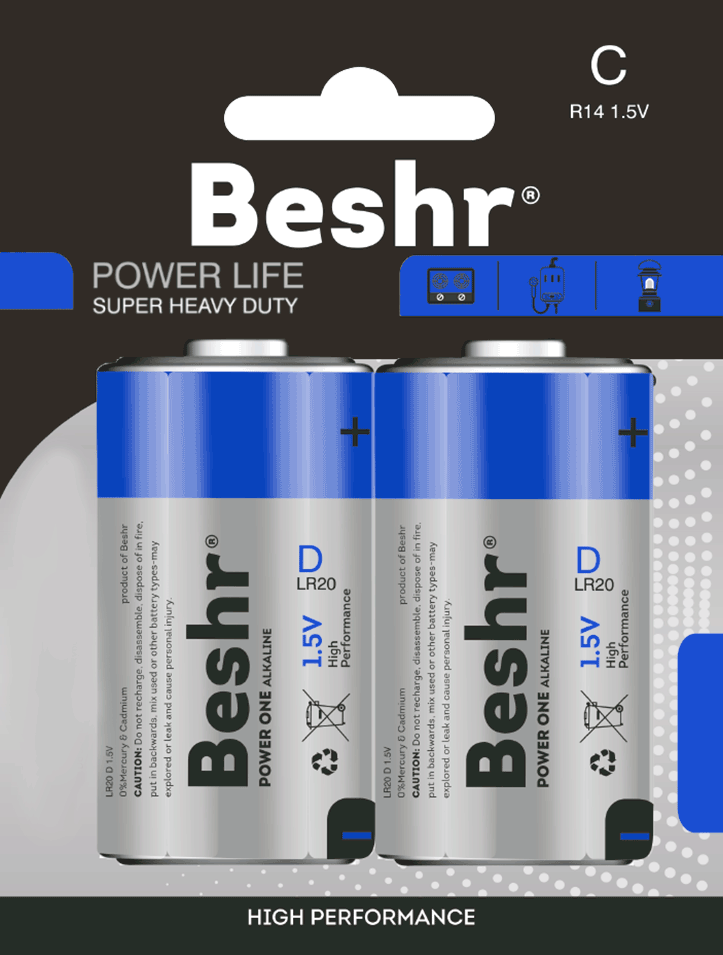 C
R14 1.5V
Beshr®
POWER LIFE
SUPER HEAVY DUTY
+
LR20 D 1.5V
0%Mercury & Cadmium product of Beshr
CAUTION: Do not recharge, disassemble, dispose of in fire,
put in backwards, mix used or other battery types-may
explored or leak and cause personal injury.
Beshr®
POWER ONE ALKALINE
D
LR20
1.5V
High
Performance
+
LR20 D 1.5V
0%Mercury & Cadmium product of Beshr
CAUTION: Do not recharge, disassemble, dispose of in fire,
put in backwards, mix used or other battery types-may
explored or leak and cause personal injury.
Beshr®
POWER ONE ALKALINE
D
LR20
1.5V
High
Performance
HIGH PERFORMANCE